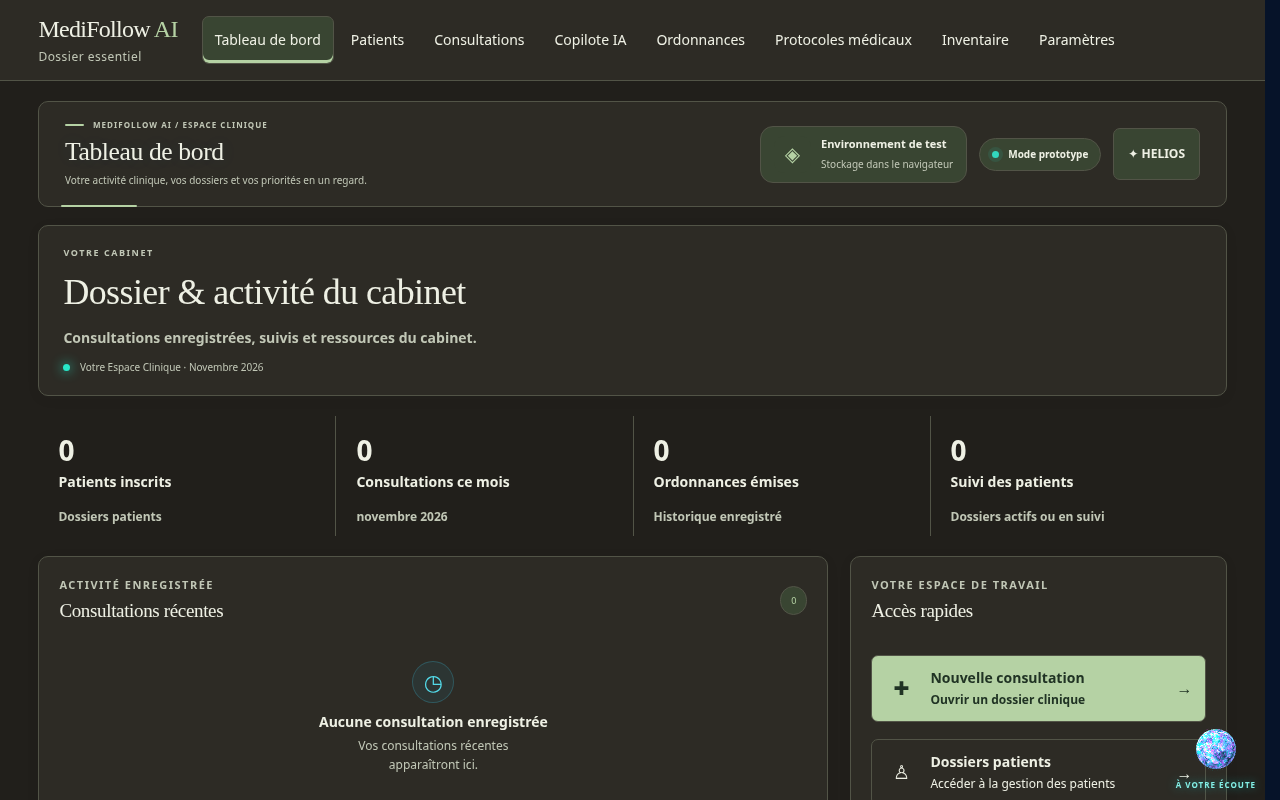 MediFollow AI
Dossier essentiel
Tableau de bord
Patients
Consultations
Copilote IA
Ordonnances
Protocoles médicaux
Inventaire
Paramètres
MEDIFOLLOW AI / ESPACE CLINIQUE
Tableau de bord
Votre activité clinique, vos dossiers et vos priorités en un regard.
Environnement de test
Stockage dans le navigateur
Mode prototype
✦ HELIOS
VOTRE CABINET
Dossier & activité du cabinet
Consultations enregistrées, suivis et ressources du cabinet.
Votre Espace Clinique · Novembre 2026
0
Patients inscrits
Dossiers patients
0
Consultations ce mois
novembre 2026
0
Ordonnances émises
Historique enregistré
0
Suivi des patients
Dossiers actifs ou en suivi
ACTIVITÉ ENREGISTRÉE
Consultations récentes
0
Aucune consultation enregistrée
Vos consultations récentes
apparaîtront ici.
VOTRE ESPACE DE TRAVAIL
Accès rapides
Nouvelle consultation
Ouvrir un dossier clinique
→
Dossiers patients
Accéder à la gestion des patients
→
À VOTRE ÉCOUTE